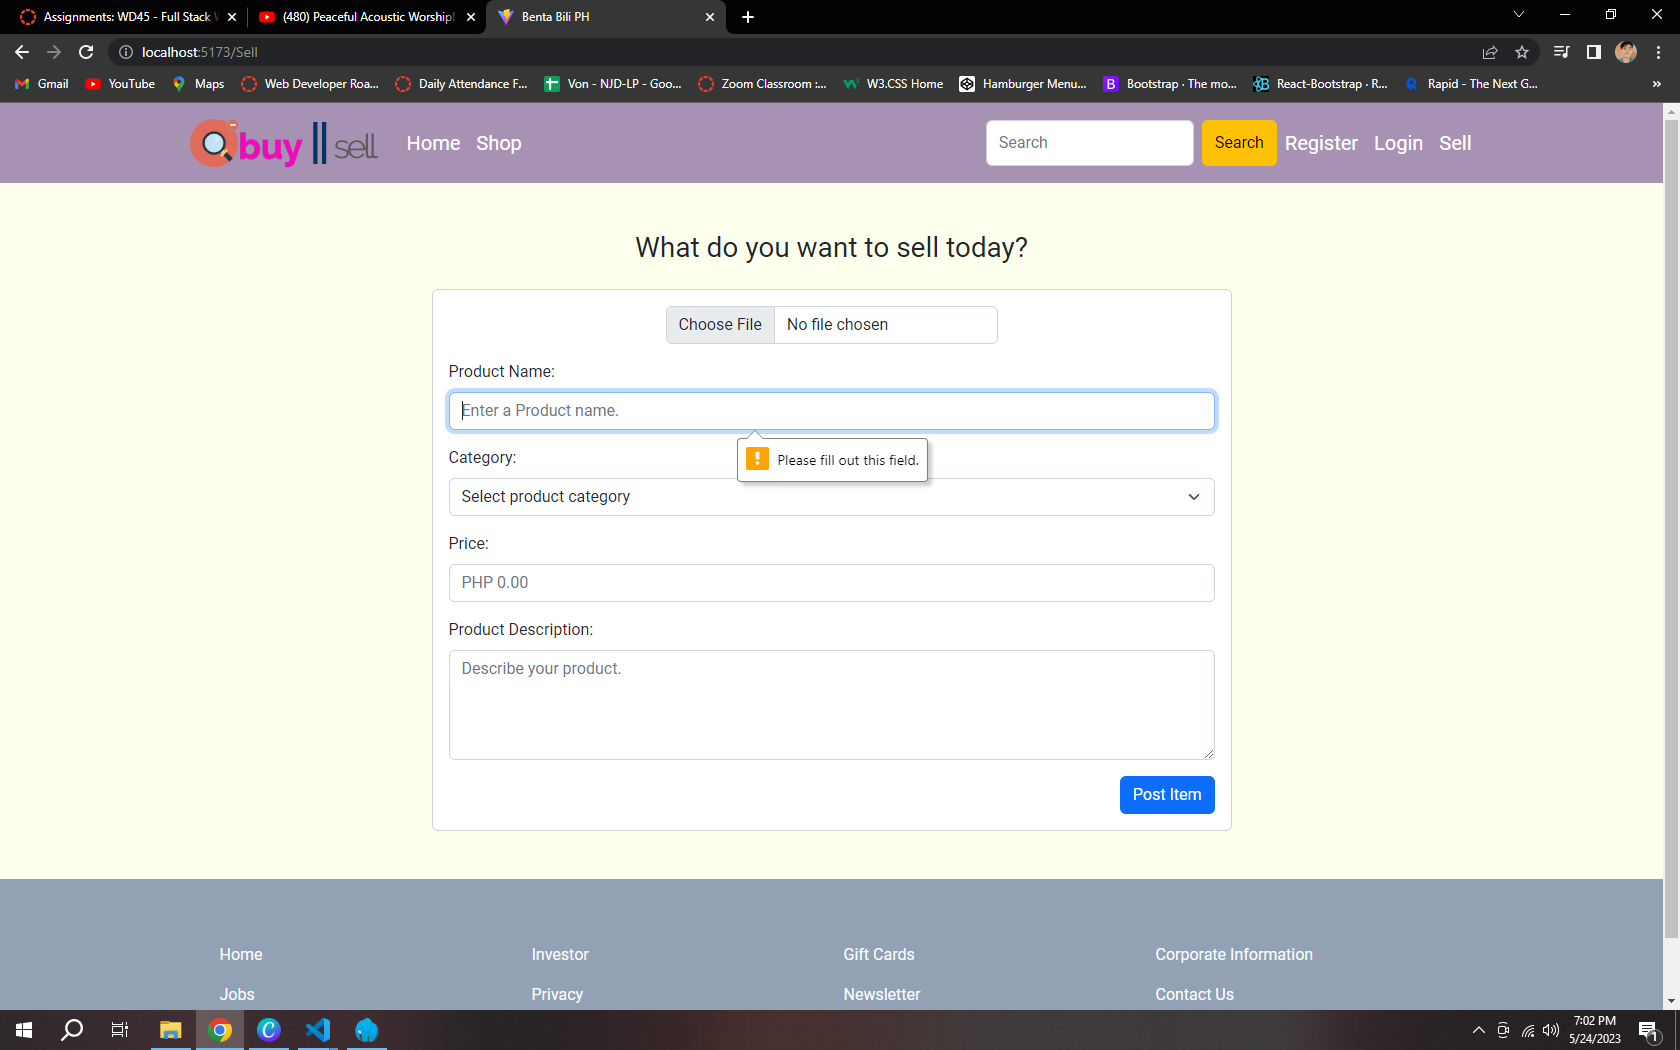 Assignments: WD45 - Full Stack W
(480) Peaceful Acoustic Worship!
Benta Bili PH
localhost:5173/Sell
Gmail
YouTube
Maps
Web Developer Roa...
Daily Attendance F...
Von - NJD-LP - Goo...
Zoom Classroom :...
W3.CSS Home
Hamburger Menu...
Bootstrap · The mo...
React-Bootstrap · R...
Rapid - The Next G...
»
buy || sell
Home
Shop
Search
Search
Register
Login
Sell
What do you want to sell today?
Choose File
No file chosen
Product Name:
Enter a Product name.
Please fill out this field.
Category:
Select product category
Price:
PHP 0.00
Product Description:
Describe your product.
Post Item
Home
Investor
Gift Cards
Corporate Information
Jobs
Privacy
Newsletter
Contact Us
7:02 PM
5/24/2023
1